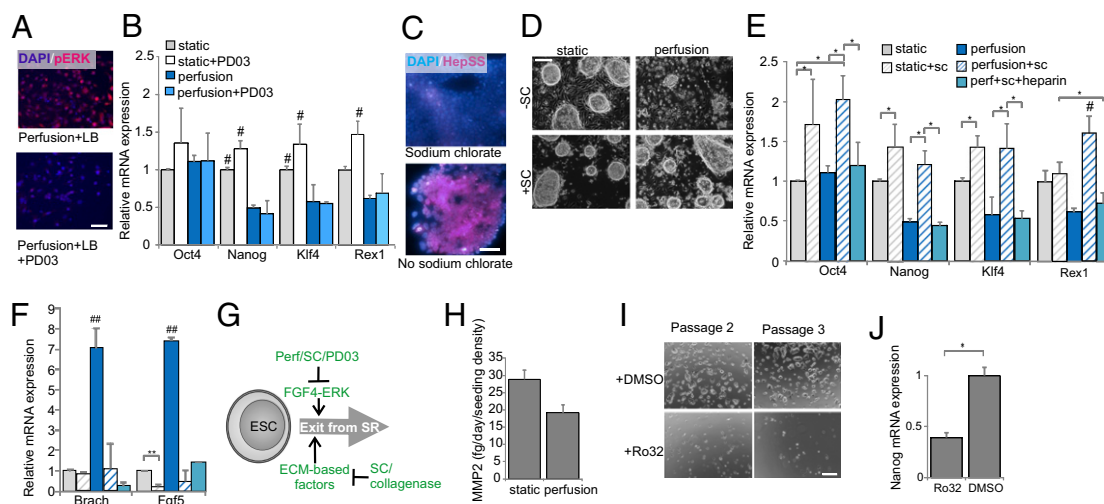 A
DAPI/pERK
Perfusion+LB
Perfusion+LB
+PD03
B
static
static+PD03
perfusion
perfusion+PD03
Relative mRNA expression
2.5
2
1.5
1
0.5
0
# # # # #
Oct4 Nanog Klf4 Rex1
C
DAPI/HepSS
Sodium chlorate
No sodium chlorate
D
static perfusion
-SC
+SC
E
static
static+sc
perfusion
perfusion+sc
perf+sc+heparin
Relative mRNA expression
2.5
2
1.5
1
0.5
0
* * * * * * * * * * #
Oct4 Nanog Klf4 Rex1
F
Relative mRNA expression
9
8
7
6
5
4
3
2
1
0
## ##
**
Brach Fgf5
G
Perf/SC/PD03
FGF4-ERK
ESC
Exit from SR
ECM-based
factors
SC/
collagenase
H
MMP2 (fg/day/seeding density)
35
30
25
20
15
10
5
0
static perfusion
I
Passage 2 Passage 3
+DMSO
+Ro32
J
Nanog mRNA expression
1.5
1
0.5
0
*
Ro32 DMSO